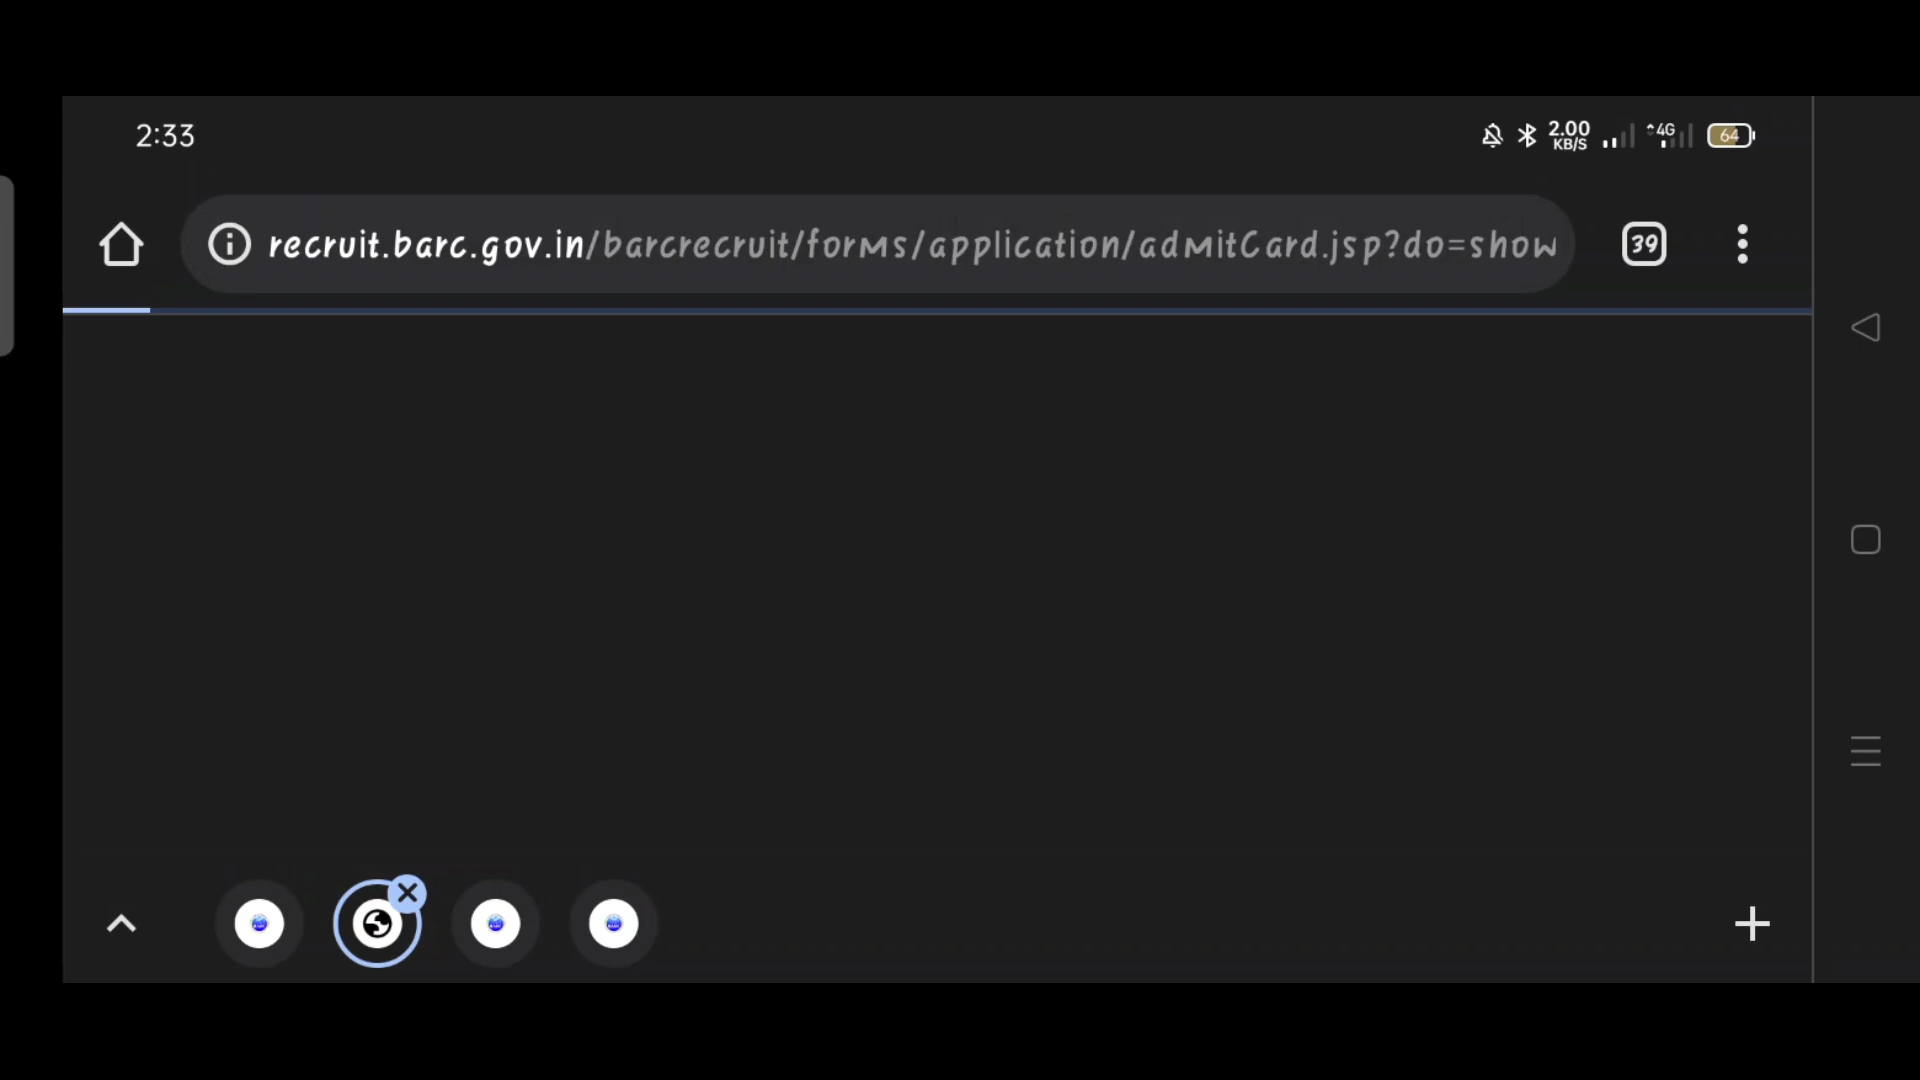 2:33
2.00
KB/S
4G
64
recruit.barc.gov.in/barcrecruit/forms/application/admitCard.jsp?do=show
39